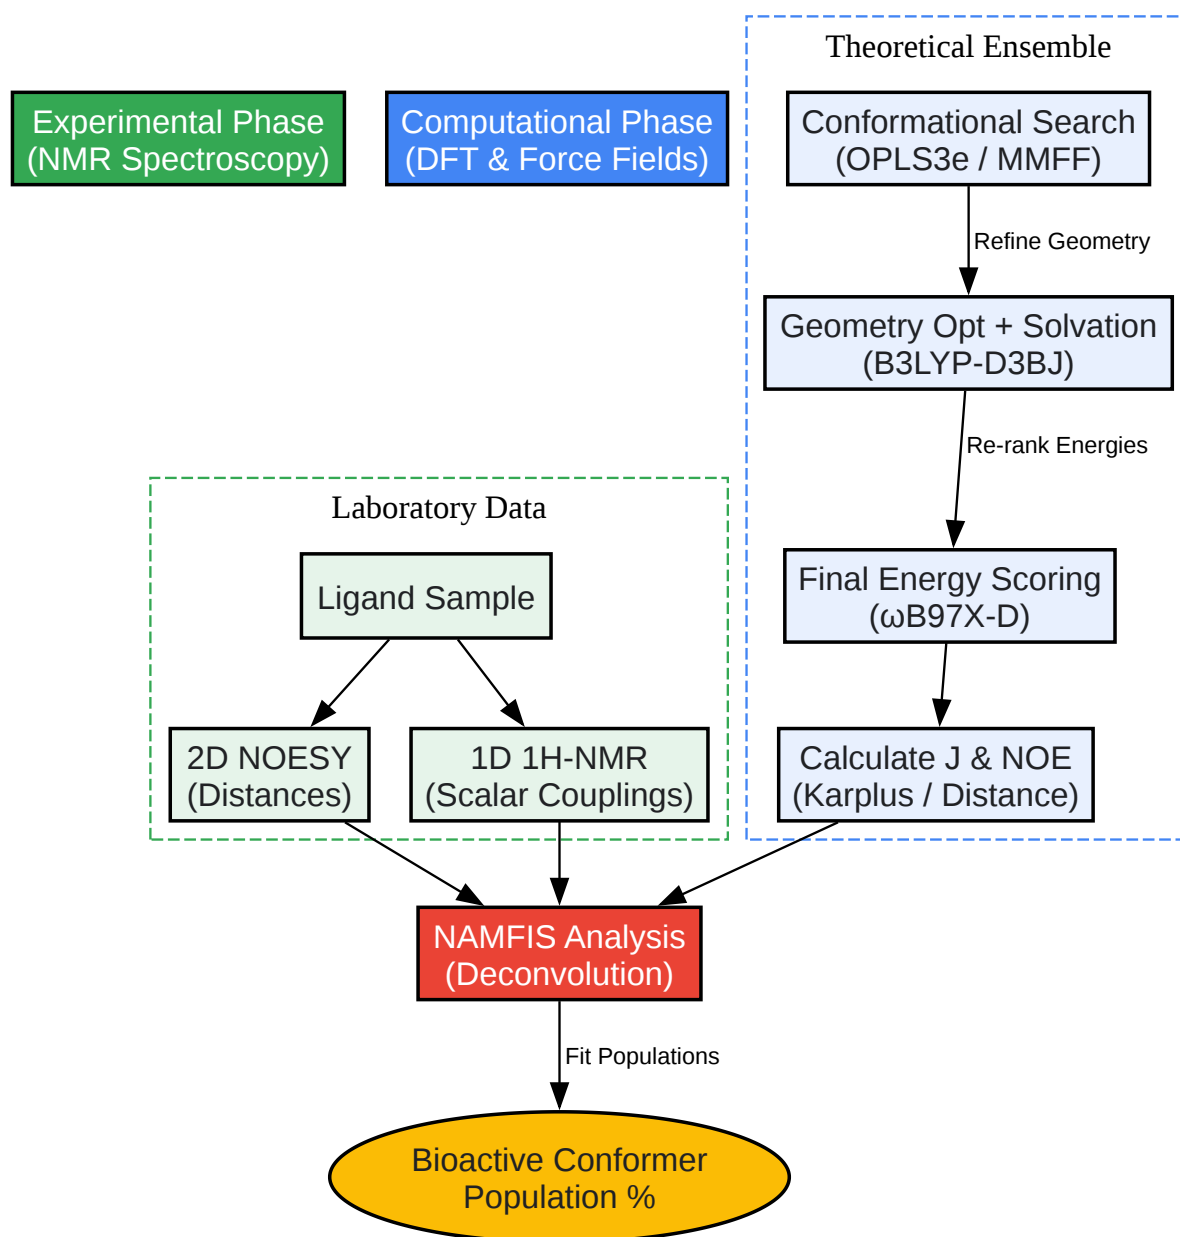 Theoretical Ensemble
Experimental Phase
(NMR Spectroscopy)
Computational Phase
(DFT & Force Fields)
Conformational Search
(OPLS3e / MMFF)
Refine Geometry
Geometry Opt + Solvation
(B3LYP-D3BJ)
Re-rank Energies
Laboratory Data
Ligand Sample
Final Energy Scoring
(ωB97X-D)
2D NOESY
(Distances)
1D 1H-NMR
(Scalar Couplings)
Calculate J & NOE
(Karplus / Distance)
NAMFIS Analysis
(Deconvolution)
Fit Populations
Bioactive Conformer
Population %